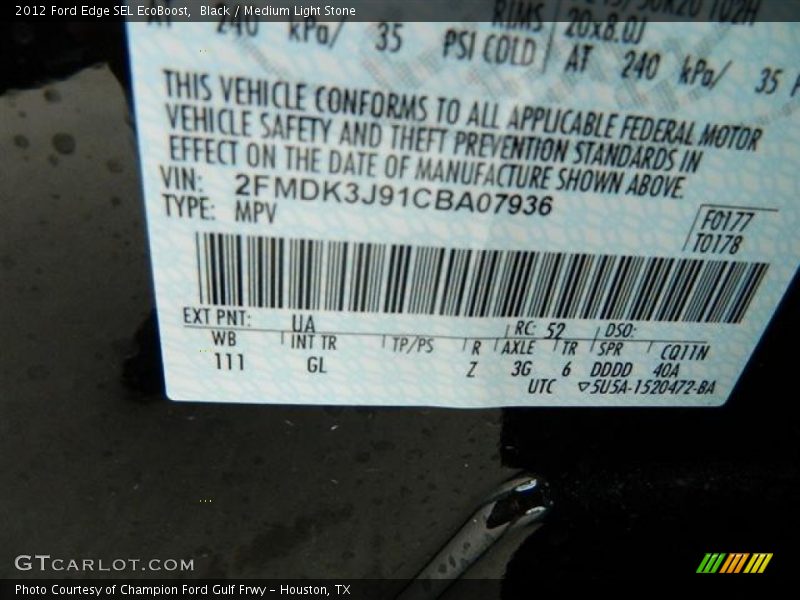 2012 Ford Edge SEL EcoBoost, Black / Medium Light Stone
RIMS 20x8.0J
AT 240 kPa/ 35 PSI COLD AT 240 kPa/ 35
THIS VEHICLE CONFORMS TO ALL APPLICABLE FEDERAL MOTOR
VEHICLE SAFETY AND THEFT PREVENTION STANDARDS IN
EFFECT ON THE DATE OF MANUFACTURE SHOWN ABOVE.
VIN: 2FMDK3J91CBA07936
TYPE: MPV
F0177
T0178
EXT PNT: UA RC: 52 DSO:
WB INT TR TP/PS R AXLE TR SPR CQ11N
111 GL Z 3G 6 DDDD 40A
UTC ▽5U5A-1520472-BA
GTCARLOT.COM
Photo Courtesy of Champion Ford Gulf Frwy – Houston, TX